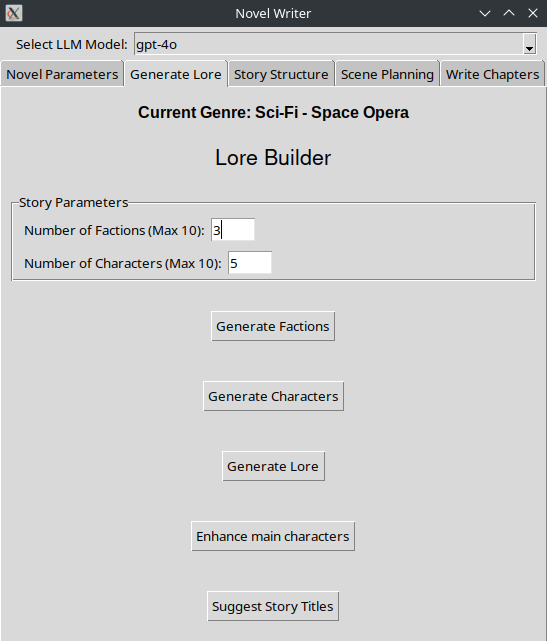 Novel Writer
Select LLM Model: gpt-4o
Novel Parameters Generate Lore Story Structure Scene Planning Write Chapters
Current Genre: Sci-Fi - Space Opera
Lore Builder
Story Parameters
Number of Factions (Max 10): 3
Number of Characters (Max 10): 5
Generate Factions
Generate Characters
Generate Lore
Enhance main characters
Suggest Story Titles